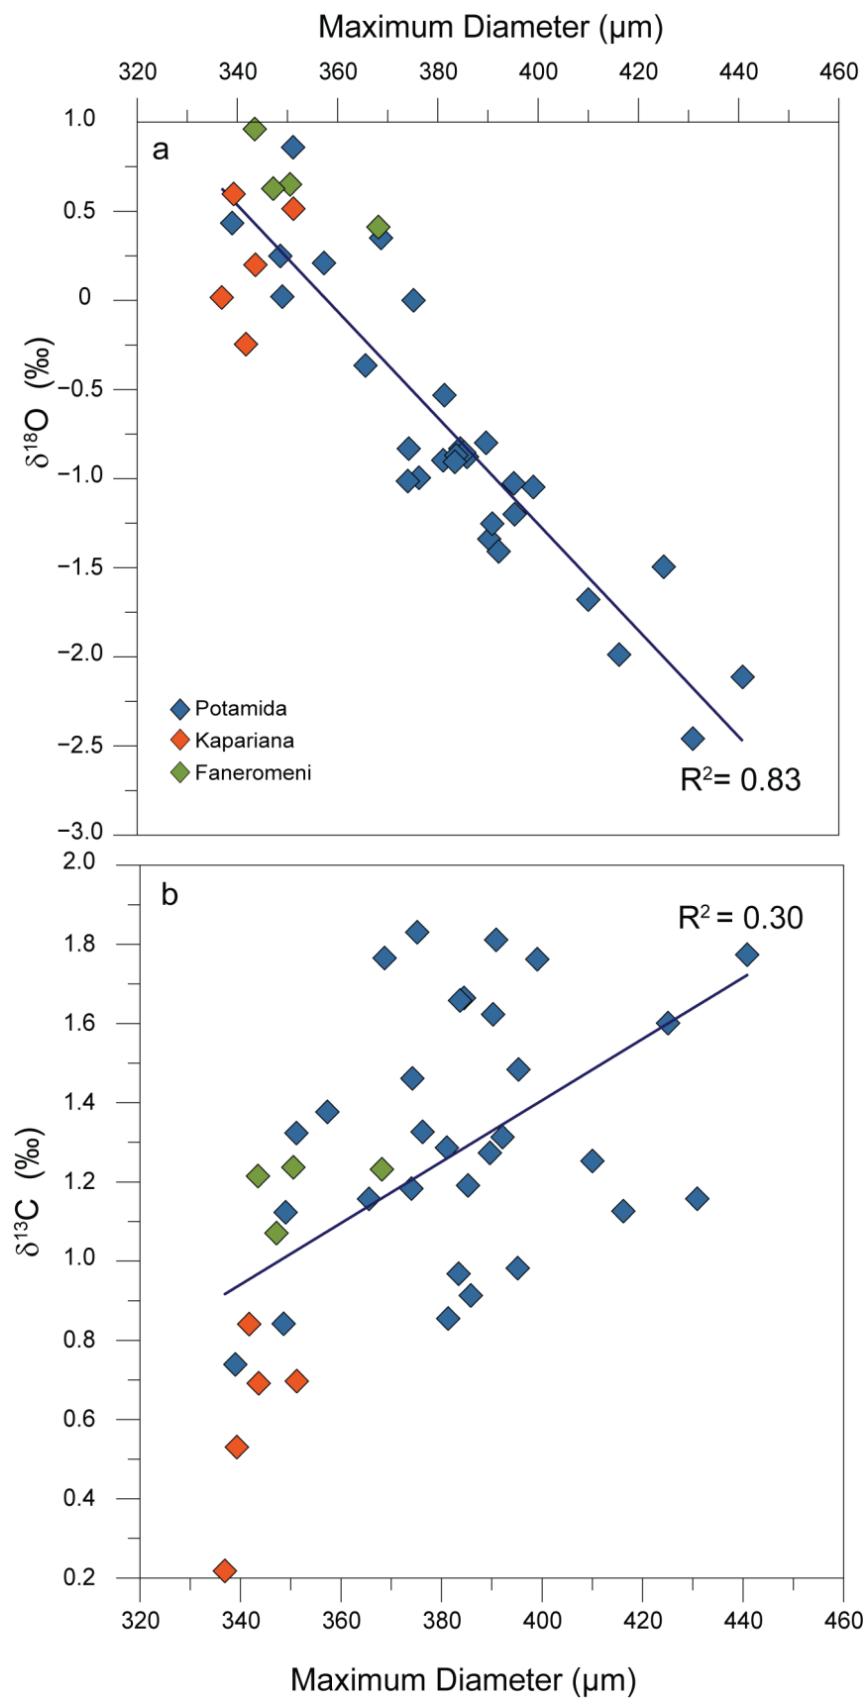 Maximum Diameter (µm)
320 340 360 380 400 420 440 460
a
1.0
0.5
0
−0.5
−1.0
−1.5
−2.0
−2.5
−3.0
δ¹⁸O (‰)
Potamida
Kapariana
Faneromeni
R²= 0.83
b
R² = 0.30
2.0
1.8
1.6
1.4
1.2
1.0
0.8
0.6
0.4
0.2
δ¹³C (‰)
320 340 360 380 400 420 440 460
Maximum Diameter (µm)